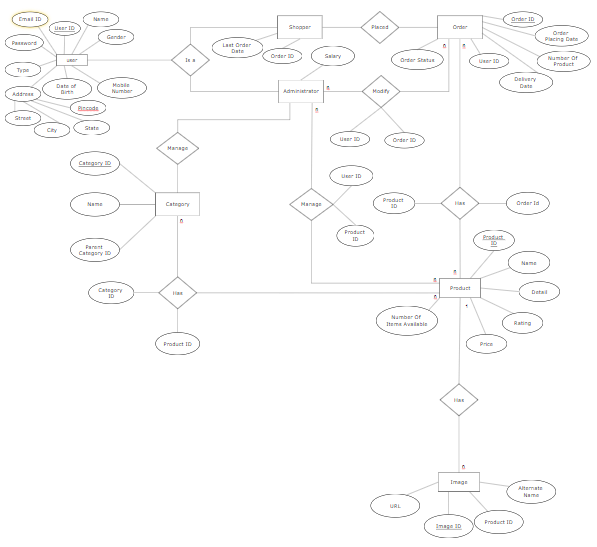 Email ID
User ID
Name
Gender
Password
user
Type
Date of
Birth
Mobile
Number
Address
Pincode
Street
City
State
Is a
Shopper
Last Order
Date
Order ID
Salary
Administrator
Placed
Order
Order ID
Order
Placing Date
Number Of
Product
Delivery
Date
User ID
Order Status
Modify
User ID
Order ID
Manage
Category ID
Category
Name
Parent
Category ID
Category
ID
Has
Product ID
Manage
User ID
Product
ID
Product
ID
Has
Order Id
Product
ID
Product
Name
Detail
Rating
Price
Number Of
Items Available
Has
Image
URL
Image ID
Product ID
Alternate
Name